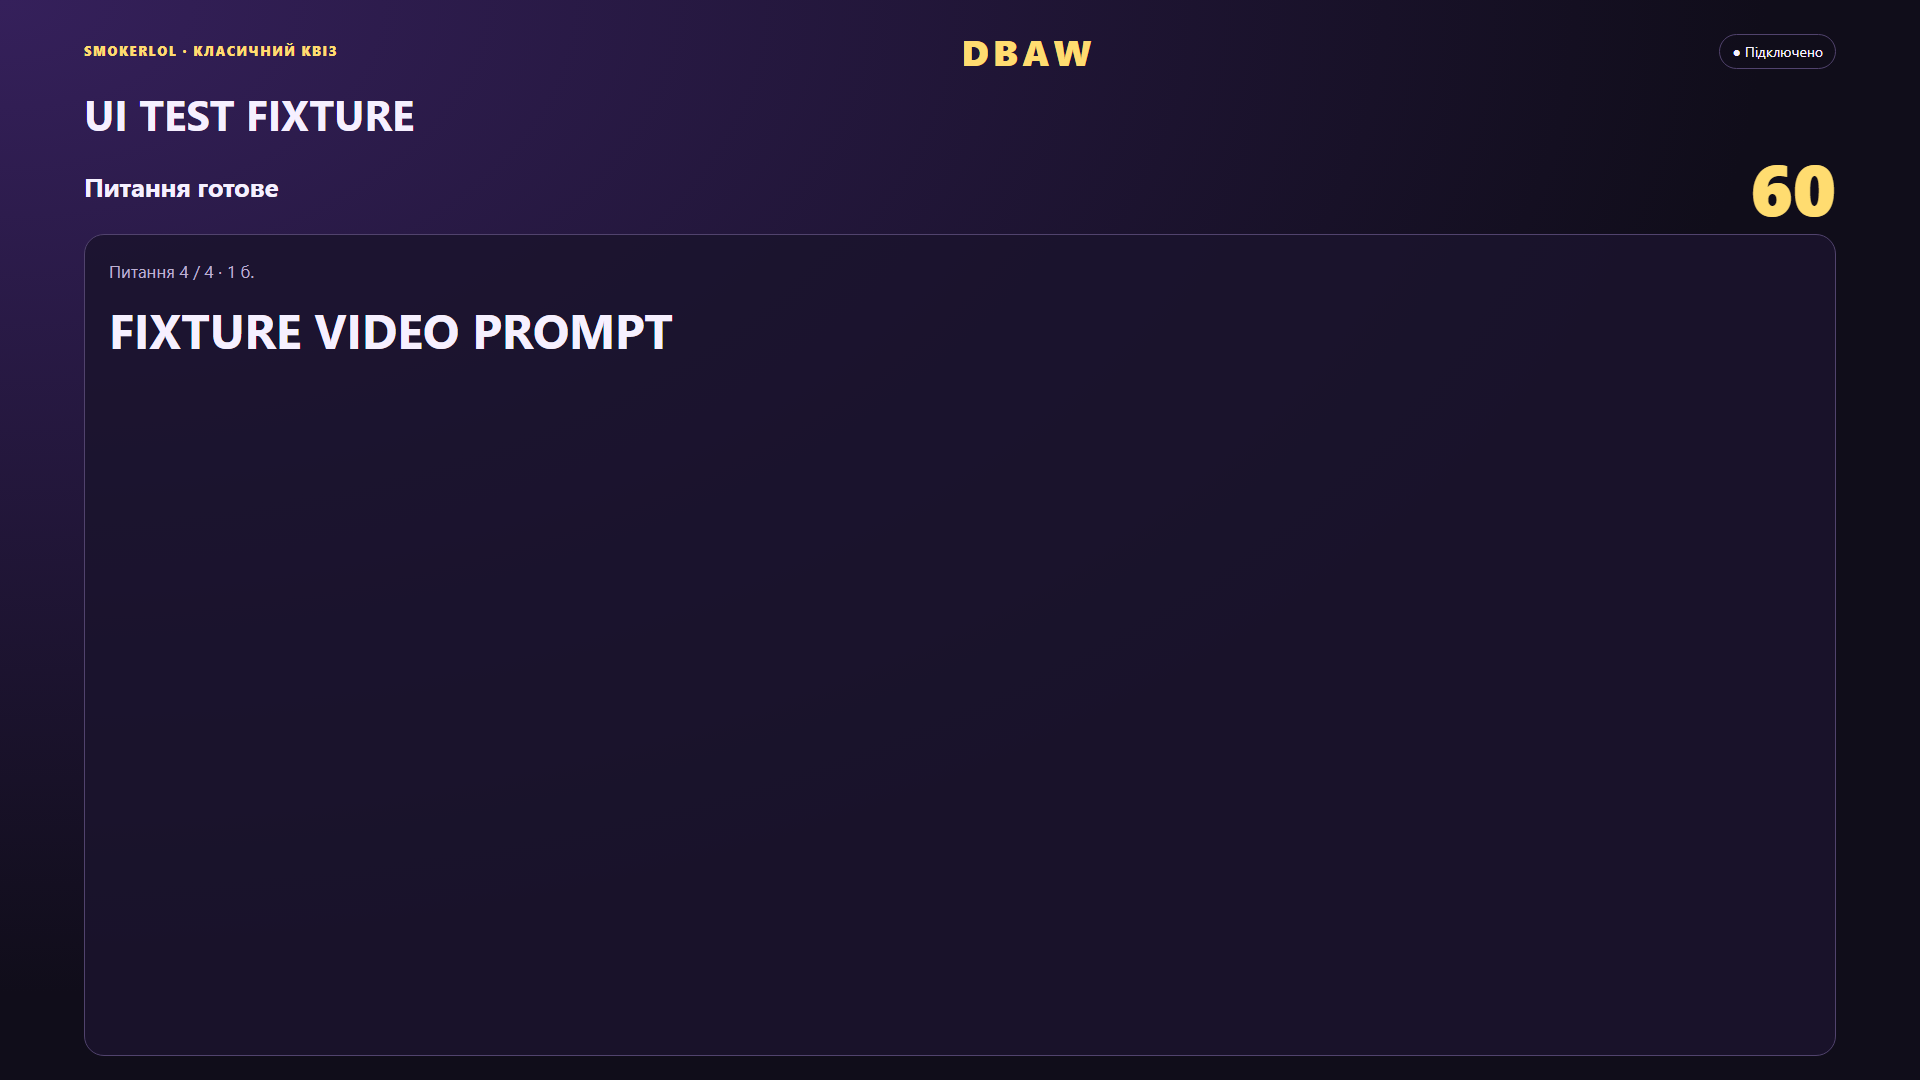 SMOKERLOL · КЛАСИЧНИЙ КВІЗ
DBAW
● Підключено
UI TEST FIXTURE
Питання готове
60
Питання 4 / 4 · 1 б.
FIXTURE VIDEO PROMPT